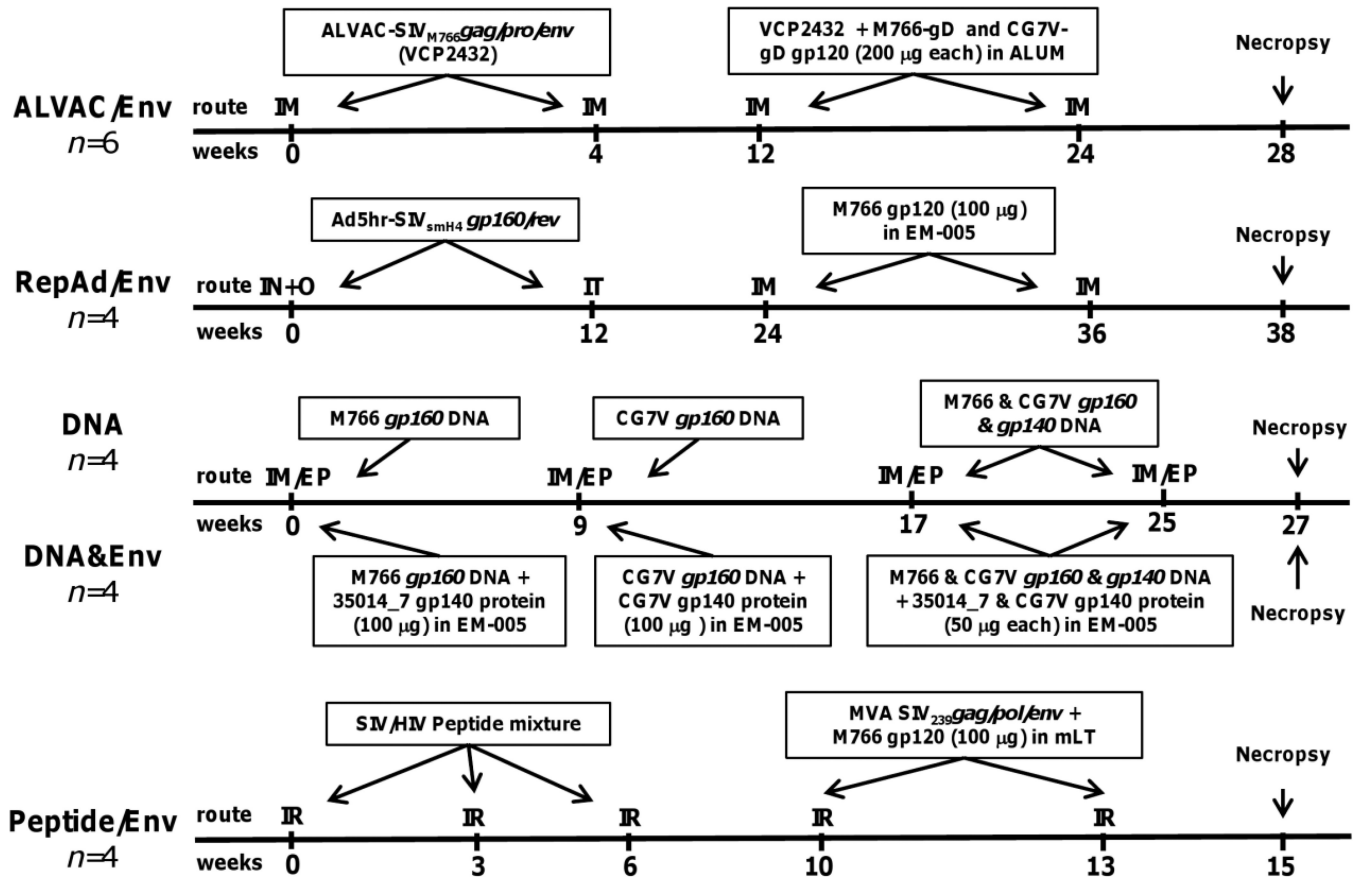 ALVAC-SIVM766gag/pro/env
(VCP2432)
VCP2432 + M766-gD and CG7V-
gD gp120 (200 µg each) in ALUM
Necropsy
ALVAC/Env
n=6
route IM IM IM IM
weeks 0 4 12 24 28
Ad5hr-SIVsmH4 gp160/rev
M766 gp120 (100 µg)
in EM-005
Necropsy
RepAd/Env
n=4
route IN+O IT IM IM
weeks 0 12 24 36 38
DNA
n=4
M766 gp160 DNA
CG7V gp160 DNA
M766 & CG7V gp160
& gp140 DNA
Necropsy
route IM/EP IM/EP IM/EP IM/EP
weeks 0 9 17 25 27
DNA&Env
n=4
M766 gp160 DNA +
35014_7 gp140 protein
(100 µg) in EM-005
CG7V gp160 DNA +
CG7V gp140 protein
(100 µg ) in EM-005
M766 & CG7V gp160 & gp140 DNA
+35014_7 & CG7V gp140 protein
(50 µg each) in EM-005
Necropsy
SIV/HIV Peptide mixture
MVA SIV239gag/pol/env +
M766 gp120 (100 µg) in mLT
Necropsy
Peptide/Env
n=4
route IR IR IR IR IR
weeks 0 3 6 10 13 15